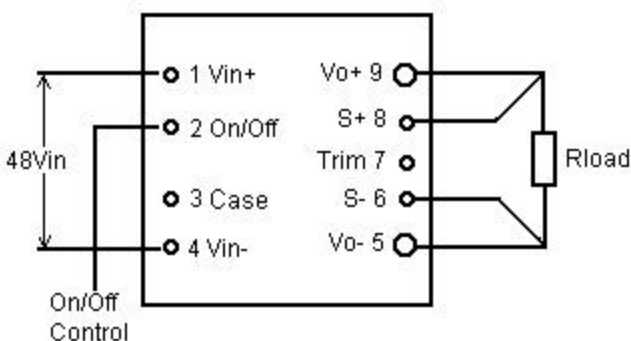 1 Vin+
Vo+ 9
2 On/Off
S+ 8
48Vin
Trim 7
Rload
3 Case
S- 6
4 Vin-
Vo- 5
On/Off
Control